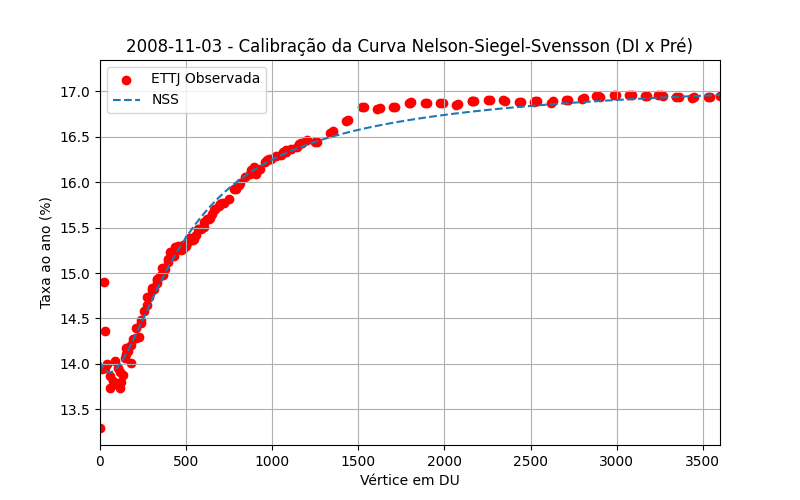 2008-11-03 - Calibração da Curva Nelson-Siegel-Svensson (DI x Pré)
ETTJ Observada
NSS
Taxa ao ano (%)
17.0
16.5
16.0
15.5
15.0
14.5
14.0
13.5
0 500 1000 1500 2000 2500 3000 3500
Vértice em DU